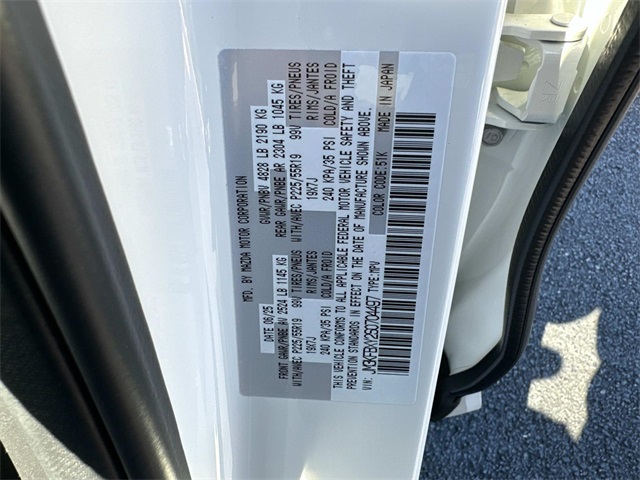 MFD. BY MAZDA MOTOR CORPORATION
DATE 06/25 GVWR/PNBV 4828 LB 2190 KG
FRONT GAWR/PNBE AV 2524 LB 1145 KG REAR GAWR/PNBE AR 2304 LB 1045 KG
WITH/AVEC P225/55R19 99V TIRES/PNEUS WITH/AVEC P225/55R19 99V TIRES/PNEUS
19X7J RIMS/JANTES 19X7J RIMS/JANTES
240 KPA/35 PSI COLD/A FROID 240 KPA/35 PSI COLD/A FROID
THIS VEHICLE CONFORMS TO ALL APPLICABLE FEDERAL MOTOR VEHICLE SAFETY AND THEFT
PREVENTION STANDARDS IN EFFECT ON THE DATE OF MANUFACTURE SHOWN ABOVE.
TYPE:MPV COLOR CODE:51K MADE IN JAPAN
VIN: